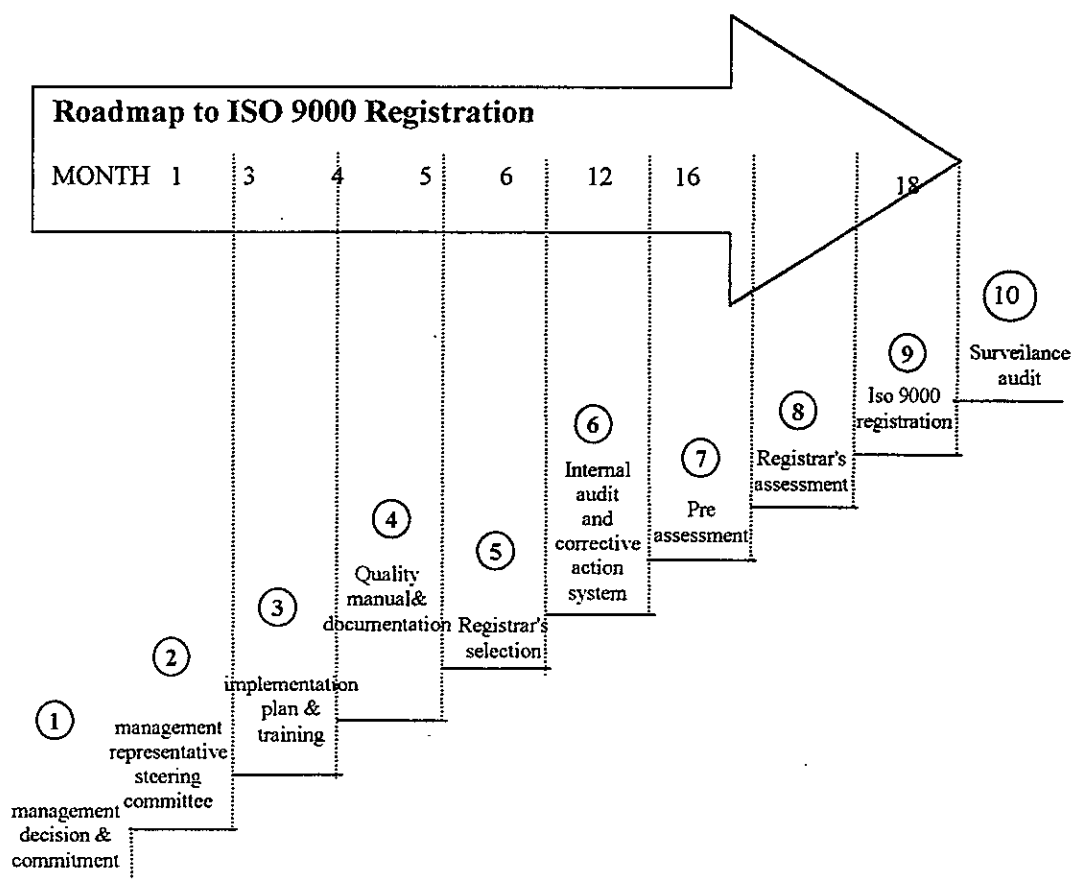 Roadmap to ISO 9000 Registration
MONTH 1 3 4 5 6 12 16 18
1
management
decision &
commitment
2
management
representative
steering
committee
3
implementation
plan &
training
4
Quality
manual&
documentation
5
Registrar's
selection
6
Internal
audit
and
corrective
action
system
7
Pre
assessment
8
Registrar's
assessment
9
Iso 9000
registration
10
Surveilance
audit